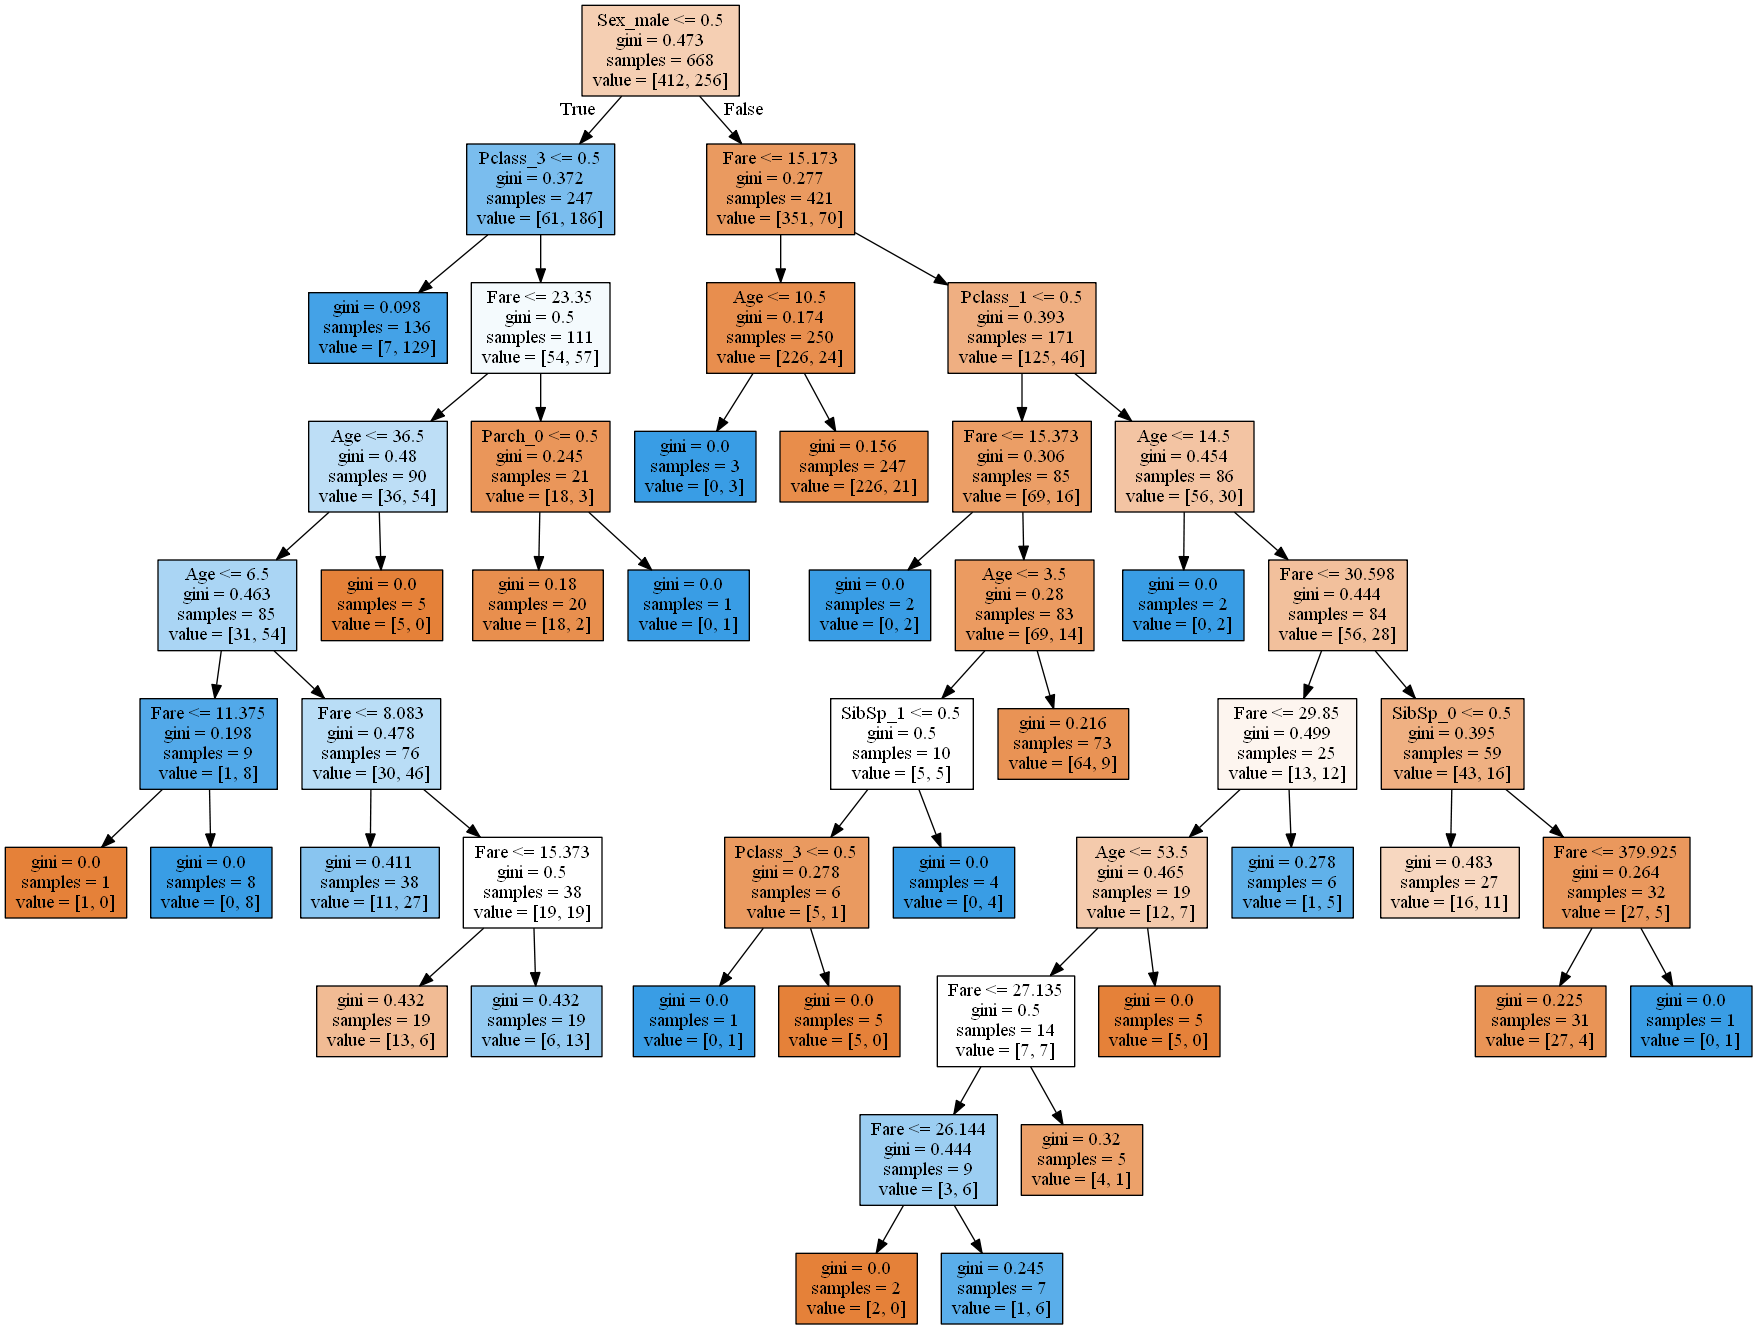 Sex_male <= 0.5
gini = 0.473
samples = 668
value = [412, 256]
True
False
Pclass_3 <= 0.5
gini = 0.372
samples = 247
value = [61, 186]
Fare <= 15.173
gini = 0.277
samples = 421
value = [351, 70]
gini = 0.098
samples = 136
value = [7, 129]
Fare <= 23.35
gini = 0.5
samples = 111
value = [54, 57]
Age <= 10.5
gini = 0.174
samples = 250
value = [226, 24]
Pclass_1 <= 0.5
gini = 0.393
samples = 171
value = [125, 46]
Age <= 36.5
gini = 0.48
samples = 90
value = [36, 54]
Parch_0 <= 0.5
gini = 0.245
samples = 21
value = [18, 3]
gini = 0.0
samples = 3
value = [0, 3]
gini = 0.156
samples = 247
value = [226, 21]
Fare <= 15.373
gini = 0.306
samples = 85
value = [69, 16]
Age <= 14.5
gini = 0.454
samples = 86
value = [56, 30]
Age <= 6.5
gini = 0.463
samples = 85
value = [31, 54]
gini = 0.0
samples = 5
value = [5, 0]
gini = 0.18
samples = 20
value = [18, 2]
gini = 0.0
samples = 1
value = [0, 1]
gini = 0.0
samples = 2
value = [0, 2]
Age <= 3.5
gini = 0.28
samples = 83
value = [69, 14]
gini = 0.0
samples = 2
value = [0, 2]
Fare <= 30.598
gini = 0.444
samples = 84
value = [56, 28]
Fare <= 11.375
gini = 0.198
samples = 9
value = [1, 8]
Fare <= 8.083
gini = 0.478
samples = 76
value = [30, 46]
SibSp_1 <= 0.5
gini = 0.5
samples = 10
value = [5, 5]
gini = 0.216
samples = 73
value = [64, 9]
Fare <= 29.85
gini = 0.499
samples = 25
value = [13, 12]
SibSp_0 <= 0.5
gini = 0.395
samples = 59
value = [43, 16]
gini = 0.0
samples = 1
value = [1, 0]
gini = 0.0
samples = 8
value = [0, 8]
gini = 0.411
samples = 38
value = [11, 27]
Fare <= 15.373
gini = 0.5
samples = 38
value = [19, 19]
Pclass_3 <= 0.5
gini = 0.278
samples = 6
value = [5, 1]
gini = 0.0
samples = 4
value = [0, 4]
Age <= 53.5
gini = 0.465
samples = 19
value = [12, 7]
gini = 0.278
samples = 6
value = [1, 5]
gini = 0.483
samples = 27
value = [16, 11]
Fare <= 379.925
gini = 0.264
samples = 32
value = [27, 5]
gini = 0.432
samples = 19
value = [13, 6]
gini = 0.432
samples = 19
value = [6, 13]
gini = 0.0
samples = 1
value = [0, 1]
gini = 0.0
samples = 5
value = [5, 0]
Fare <= 27.135
gini = 0.5
samples = 14
value = [7, 7]
gini = 0.0
samples = 5
value = [5, 0]
gini = 0.225
samples = 31
value = [27, 4]
gini = 0.0
samples = 1
value = [0, 1]
Fare <= 26.144
gini = 0.444
samples = 9
value = [3, 6]
gini = 0.32
samples = 5
value = [4, 1]
gini = 0.0
samples = 2
value = [2, 0]
gini = 0.245
samples = 7
value = [1, 6]